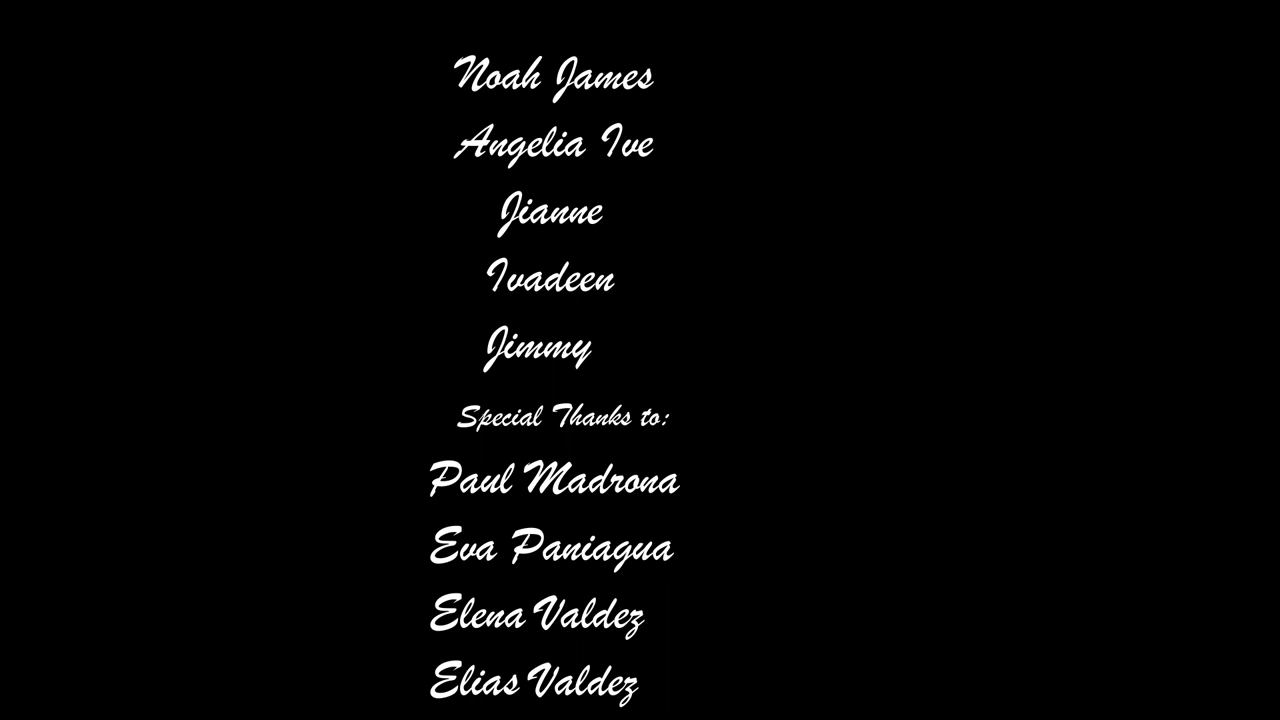 Noah James
Angelia Ive
Jianne
Ivadeen
Jimmy
Special Thanks to:
Paul Madrona
Eva Paniagua
Elena Valdez
Elias Valdez